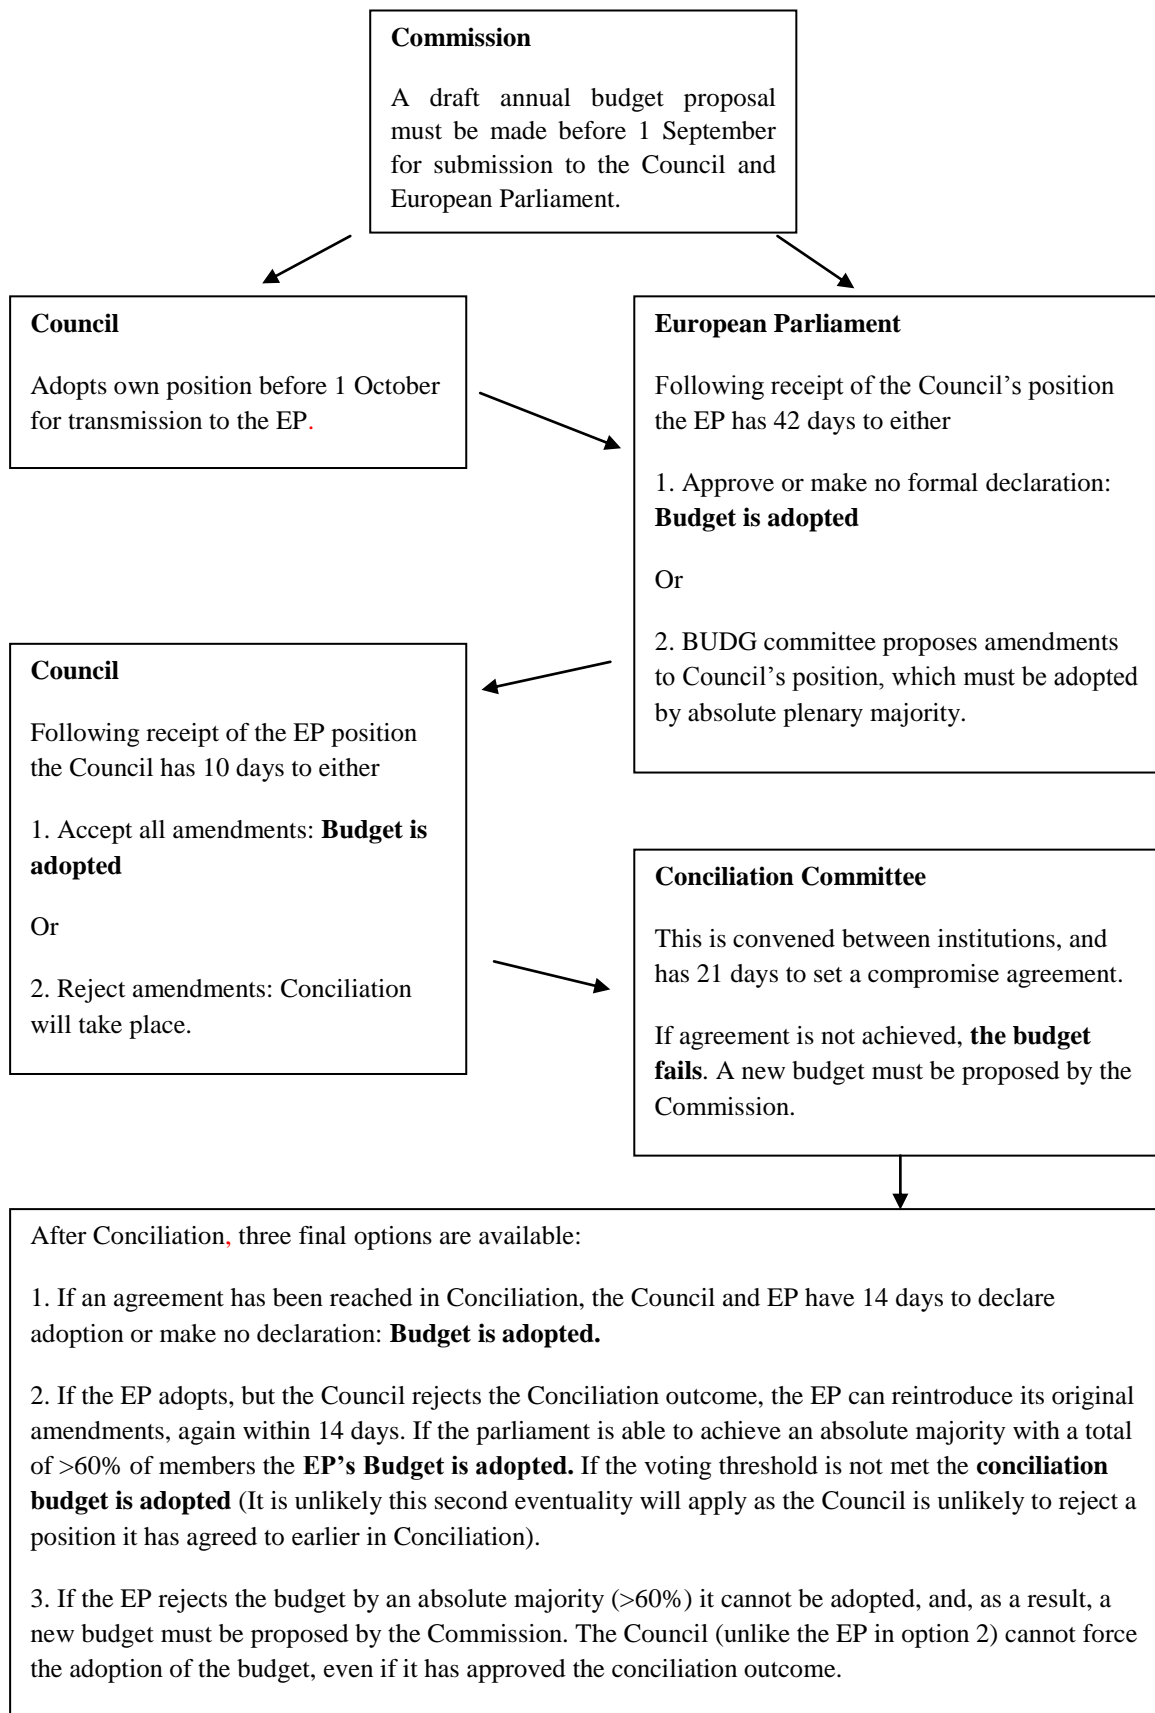 Commission
A draft annual budget proposal
must be made before 1 September
for submission to the Council and
European Parliament.
Council
Adopts own position before 1 October
for transmission to the EP.
European Parliament
Following receipt of the Council’s position
the EP has 42 days to either
1. Approve or make no formal declaration:
Budget is adopted
Or
2. BUDG committee proposes amendments
to Council’s position, which must be adopted
by absolute plenary majority.
Council
Following receipt of the EP position
the Council has 10 days to either
1. Accept all amendments: Budget is
adopted
Or
2. Reject amendments: Conciliation
will take place.
Conciliation Committee
This is convened between institutions, and
has 21 days to set a compromise agreement.
If agreement is not achieved, the budget
fails. A new budget must be proposed by the
Commission.
After Conciliation, three final options are available:
1. If an agreement has been reached in Conciliation, the Council and EP have 14 days to declare
adoption or make no declaration: Budget is adopted.
2. If the EP adopts, but the Council rejects the Conciliation outcome, the EP can reintroduce its original
amendments, again within 14 days. If the parliament is able to achieve an absolute majority with a total
of >60% of members the EP’s Budget is adopted. If the voting threshold is not met the conciliation
budget is adopted (It is unlikely this second eventuality will apply as the Council is unlikely to reject a
position it has agreed to earlier in Conciliation).
3. If the EP rejects the budget by an absolute majority (>60%) it cannot be adopted, and, as a result, a
new budget must be proposed by the Commission. The Council (unlike the EP in option 2) cannot force
the adoption of the budget, even if it has approved the conciliation outcome.